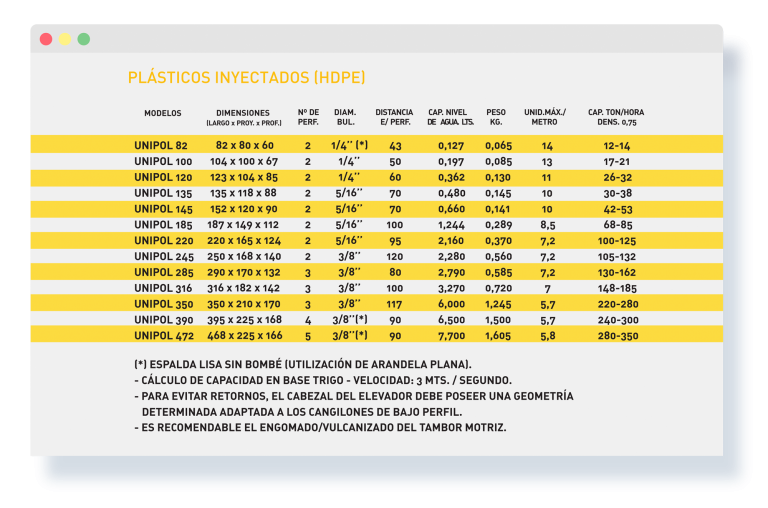 PLÁSTICOS INYECTADOS (HDPE)
MODELOS DIMENSIONES Nº DE DIAM. DISTANCIA CAP. NIVEL PESO UNID.MÁX./ CAP. TON/HORA
(LARGO x PROY. x PROF.) PERF. BUL. E/ PERF. DE AGUA. LTS. KG. METRO DENS. 0,75
UNIPOL 82 82 x 80 x 60 2 1/4'' (*) 43 0,127 0,065 14 12-14
UNIPOL 100 104 x 100 x 67 2 1/4'' 50 0,197 0,085 13 17-21
UNIPOL 120 123 x 104 x 85 2 1/4'' 60 0,362 0,130 11 26-32
UNIPOL 135 135 x 118 x 88 2 5/16'' 70 0,480 0,145 10 30-38
UNIPOL 145 152 x 120 x 90 2 5/16'' 70 0,660 0,141 10 42-53
UNIPOL 185 187 x 149 x 112 2 5/16'' 100 1,244 0,289 8,5 68-85
UNIPOL 220 220 x 165 x 124 2 5/16'' 95 2,160 0,370 7,2 100-125
UNIPOL 245 250 x 168 x 140 2 3/8'' 120 2,280 0,560 7,2 105-132
UNIPOL 285 290 x 170 x 132 3 3/8'' 80 2,790 0,585 7,2 130-162
UNIPOL 316 316 x 182 x 142 3 3/8'' 100 3,270 0,720 7 148-185
UNIPOL 350 350 x 210 x 170 3 3/8'' 117 6,000 1,245 5,7 220-280
UNIPOL 390 395 x 225 x 168 4 3/8''(*) 90 6,500 1,500 5,7 240-300
UNIPOL 472 468 x 225 x 166 5 3/8''(*) 90 7,700 1,605 5,8 280-350
(*) ESPALDA LISA SIN BOMBÉ (UTILIZACIÓN DE ARANDELA PLANA).
- CÁLCULO DE CAPACIDAD EN BASE TRIGO - VELOCIDAD: 3 MTS. / SEGUNDO.
- PARA EVITAR RETORNOS, EL CABEZAL DEL ELEVADOR DEBE POSEER UNA GEOMETRÍA
DETERMINADA ADAPTADA A LOS CANGILONES DE BAJO PERFIL.
- ES RECOMENDABLE EL ENGOMADO/VULCANIZADO DEL TAMBOR MOTRIZ.